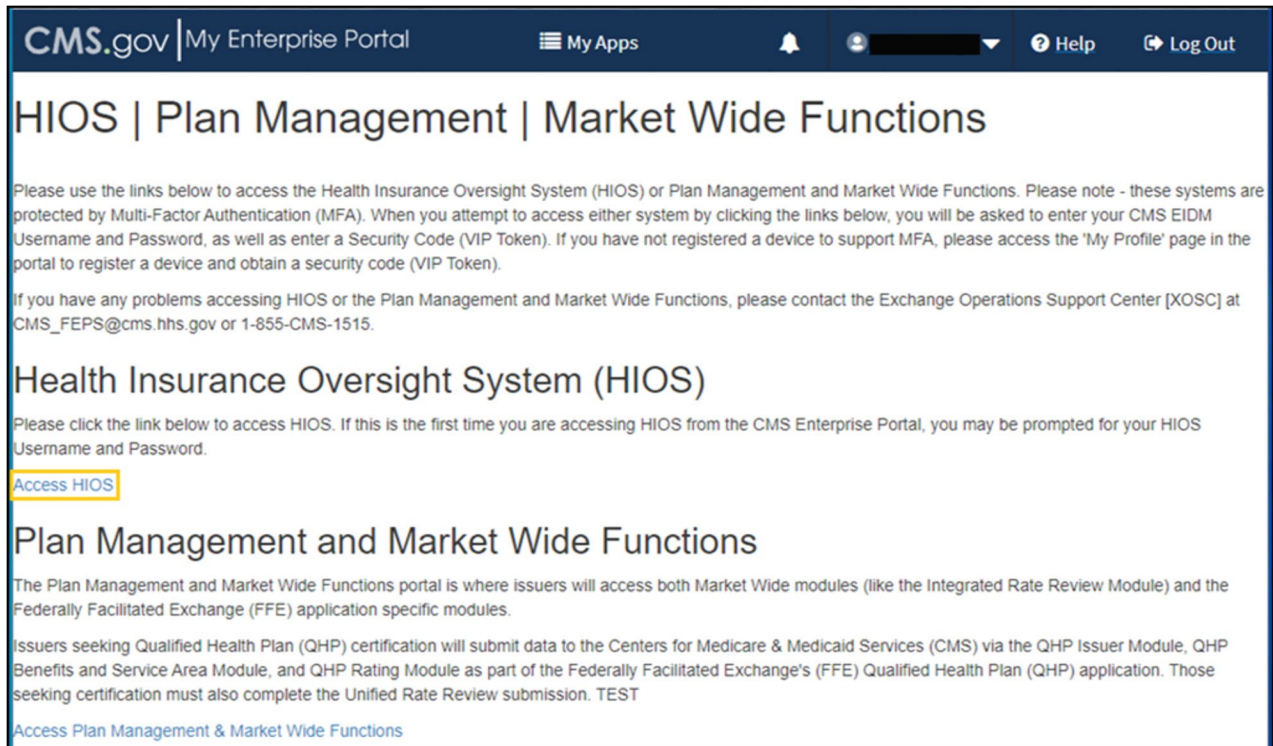 CMS.gov My Enterprise Portal My Apps Help Log Out
HIOS | Plan Management | Market Wide Functions
Please use the links below to access the Health Insurance Oversight System (HIOS) or Plan Management and Market Wide Functions. Please note - these systems are
protected by Multi-Factor Authentication (MFA). When you attempt to access either system by clicking the links below, you will be asked to enter your CMS EIDM
Username and Password, as well as enter a Security Code (VIP Token). If you have not registered a device to support MFA, please access the 'My Profile' page in the
portal to register a device and obtain a security code (VIP Token).
If you have any problems accessing HIOS or the Plan Management and Market Wide Functions, please contact the Exchange Operations Support Center [XOSC] at
CMS_FEPS@cms.hhs.gov or 1-855-CMS-1515.
Health Insurance Oversight System (HIOS)
Please click the link below to access HIOS. If this is the first time you are accessing HIOS from the CMS Enterprise Portal, you may be prompted for your HIOS
Username and Password.
Access HIOS
Plan Management and Market Wide Functions
The Plan Management and Market Wide Functions portal is where issuers will access both Market Wide modules (like the Integrated Rate Review Module) and the
Federally Facilitated Exchange (FFE) application specific modules.
Issuers seeking Qualified Health Plan (QHP) certification will submit data to the Centers for Medicare & Medicaid Services (CMS) via the QHP Issuer Module, QHP
Benefits and Service Area Module, and QHP Rating Module as part of the Federally Facilitated Exchange's (FFE) Qualified Health Plan (QHP) application. Those
seeking certification must also complete the Unified Rate Review submission. TEST
Access Plan Management & Market Wide Functions